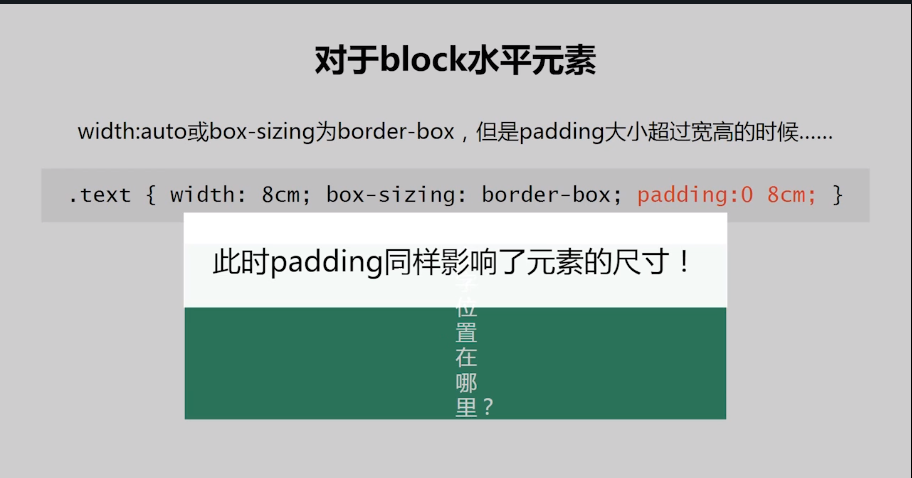 对于block水平元素
width:auto或box-sizing为border-box，但是padding大小超过宽高的时候……
.text { width: 8cm; box-sizing: border-box; padding:0 8cm; }
此时padding同样影响了元素的尺寸！
位
置
在
哪
里？